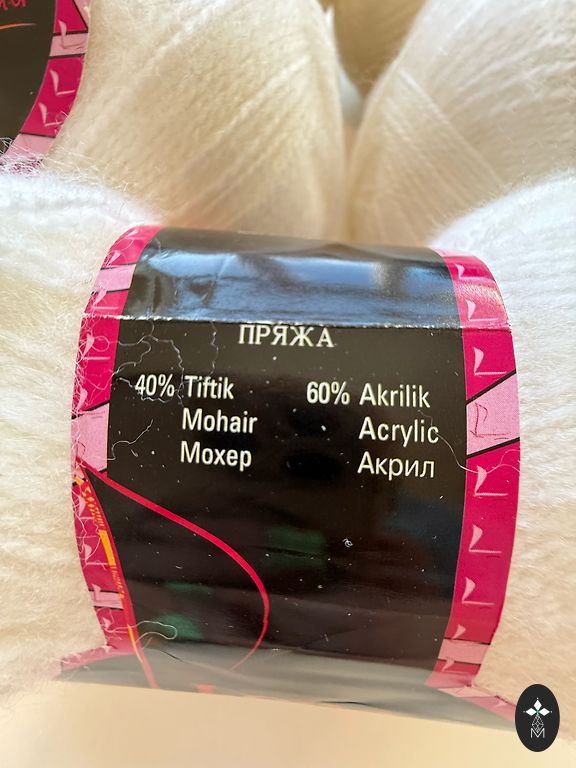 ПРЯЖА
40% Tiftik 60% Akrilik
Mohair Acrylic
Мохер Акрил
M